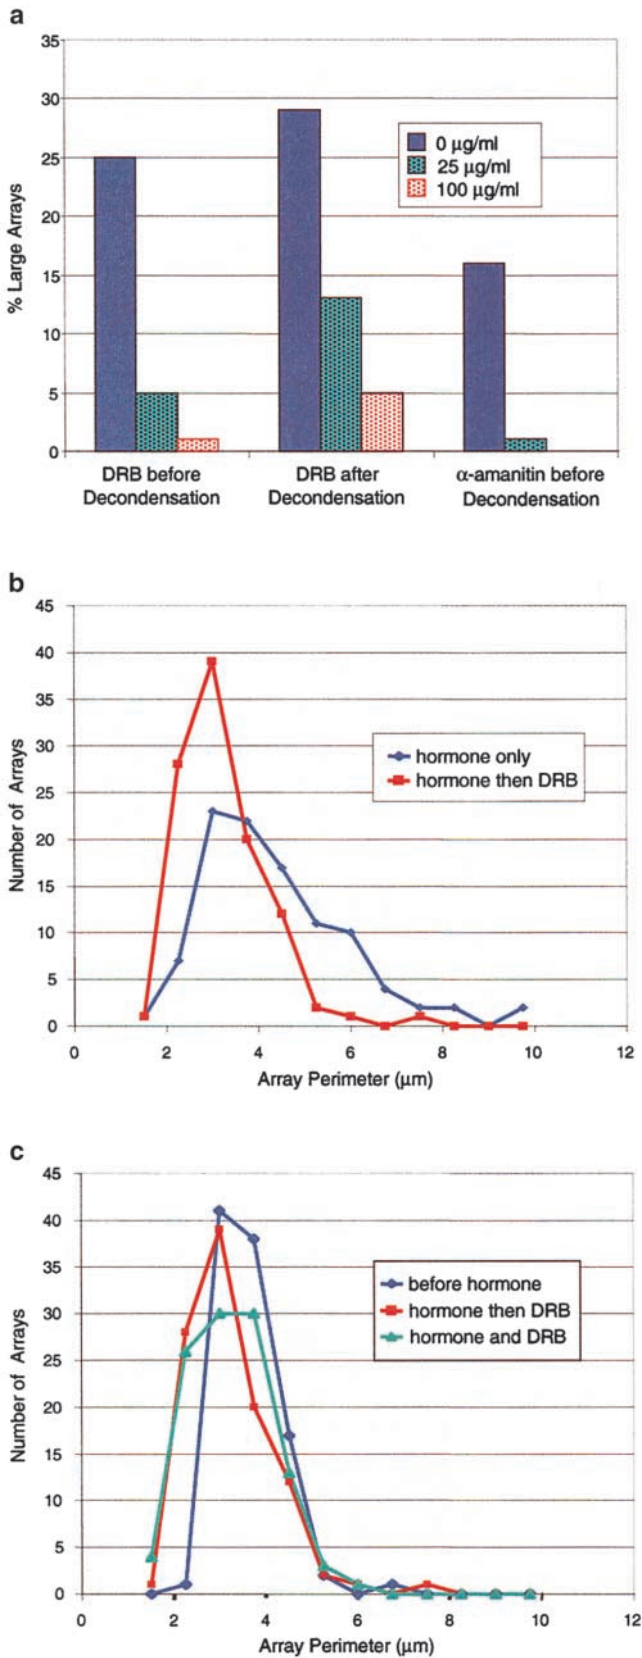 a
35
30
25
20
15
10
5
0
% Large Arrays
0 μg/ml
25 μg/ml
100 μg/ml
DRB before
Decondensation
DRB after
Decondensation
α-amanitin before
Decondensation
b
45
40
35
30
25
20
15
10
5
0
Number of Arrays
hormone only
hormone then DRB
0 2 4 6 8 10 12
Array Perimeter (μm)
c
45
40
35
30
25
20
15
10
5
0
Number of Arrays
before hormone
hormone then DRB
hormone and DRB
0 2 4 6 8 10 12
Array Perimeter (μm)